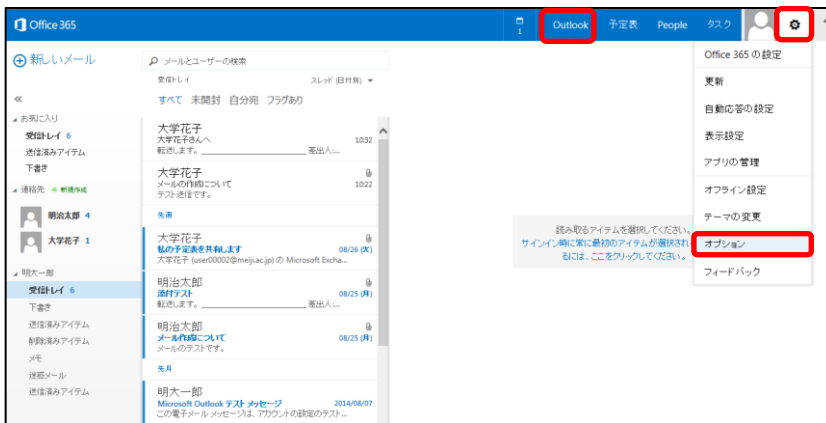 Office 365
1
Outlook
予定表
People
タスク
新しいメール
メールとユーザーの検索
受信トレイ
スレッド (日付別)
すべて 未開封 自分宛 フラグあり
お気に入り
受信トレイ 6
送信済みアイテム
下書き
連絡先 新規作成
明治太郎 4
大学花子 1
明大一郎
受信トレイ 6
下書き
送信済みアイテム
削除済みアイテム
メモ
迷惑メール
送信済みアイテム
大学花子
大学花子さんへ 10:32
転送します。 差出人:...
大学花子
メールの作成について 10:22
テスト送信です。
先週
大学花子
私の予定表を共有します 08/26 (火)
大学花子 (user00002@meiji.ac.jp) の Microsoft Excha...
明治太郎
添付テスト 08/25 (月)
転送します。 差出人:...
明治太郎
メール作成について 08/25 (月)
メールのテストです。
先月
明大一郎
Microsoft Outlook テスト メッセージ 2014/08/07
この電子メール メッセージは、アカウントの設定のテスト...
読み取るアイテムを選択してください。
サインイン時に常に最初のアイテムが選択され
るには、ここをクリックしてください。
Office 365 の設定
更新
自動応答の設定
表示設定
アプリの管理
オフライン設定
テーマの変更
オプション
フィードバック